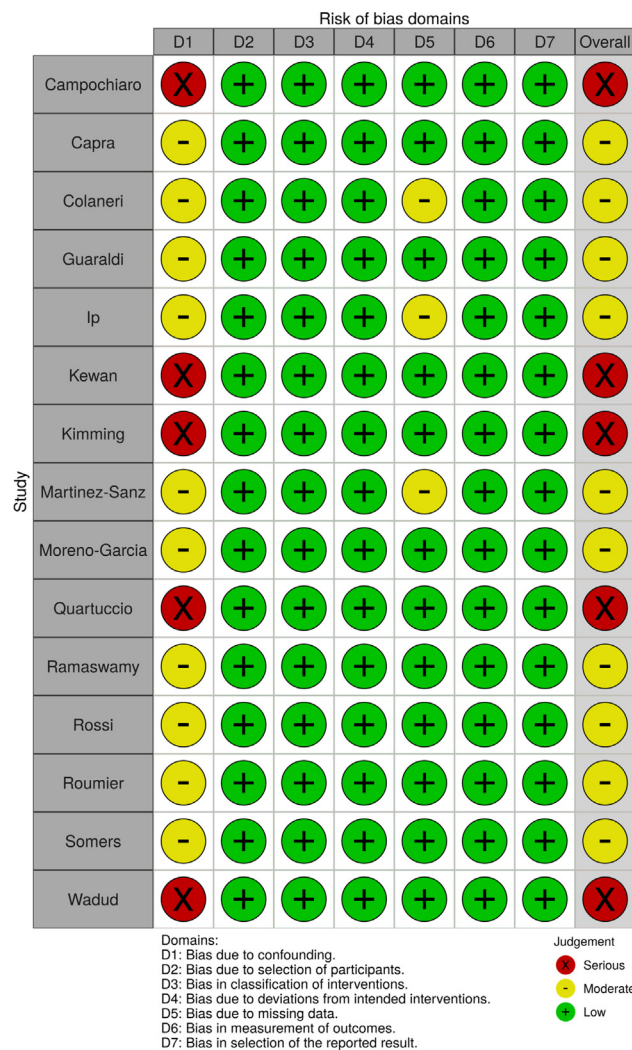 Risk of bias domains
D1 D2 D3 D4 D5 D6 D7 Overall
Study
Campochiaro X + + + + + + X
Capra - + + + + + + -
Colaneri - + + + - + + -
Guaraldi - + + + + + + -
Ip - + + + - + + -
Kewan X + + + + + + X
Kimming X + + + + + + X
Martinez-Sanz - + + + - + + -
Moreno-Garcia - + + + + + + -
Quartuccio X + + + + + + X
Ramaswamy - + + + + + + -
Rossi - + + + + + + -
Roumier - + + + + + + -
Somers - + + + + + + -
Wadud X + + + + + + X
Domains:
D1: Bias due to confounding.
D2: Bias due to selection of participants.
D3: Bias in classification of interventions.
D4: Bias due to deviations from intended interventions.
D5: Bias due to missing data.
D6: Bias in measurement of outcomes.
D7: Bias in selection of the reported result.
Judgement
X Serious
- Moderate
+ Low